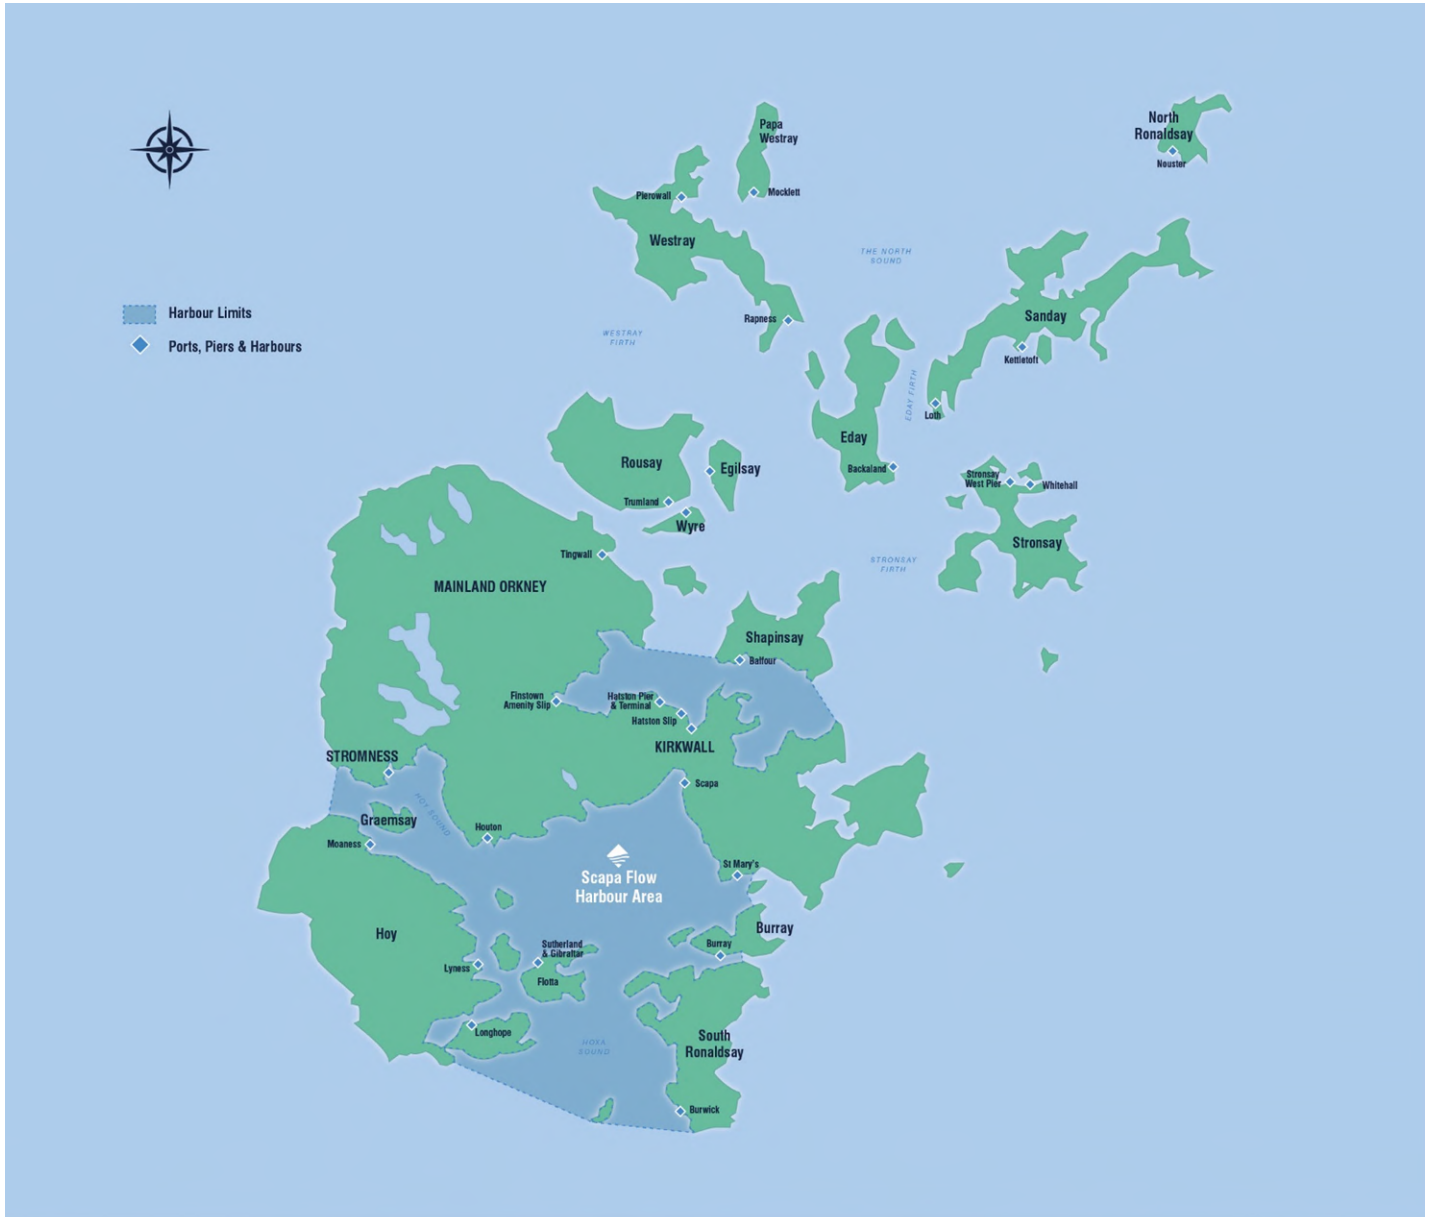 Papa
Westray
North
Ronaldsay
Nouster
Pierowall
Mocklett
Westray
THE NORTH
SOUND
Harbour Limits
Ports, Piers & Harbours
Rapness
Sanday
WESTRAY
FIRTH
Kettletoft
EDAY FIRTH
Loth
Eday
Rousay
Egilsay
Backaland
Stronsay
West Pier
Whitehall
Trumland
Wyre
Stronsay
Tingwall
STRONSAY
FIRTH
MAINLAND ORKNEY
Shapinsay
Balfour
Finstown
Amenity Slip
Hatston Pier
& Terminal
Hatston Slip
KIRKWALL
STROMNESS
Scapa
HOY SOUND
Graemsay
Houton
Moaness
Scapa Flow
Harbour Area
St Mary's
Burray
Hoy
Sutherland
& Gibraltar
Burray
Lyness
Flotta
Longhope
HOXA
SOUND
South
Ronaldsay
Burwick